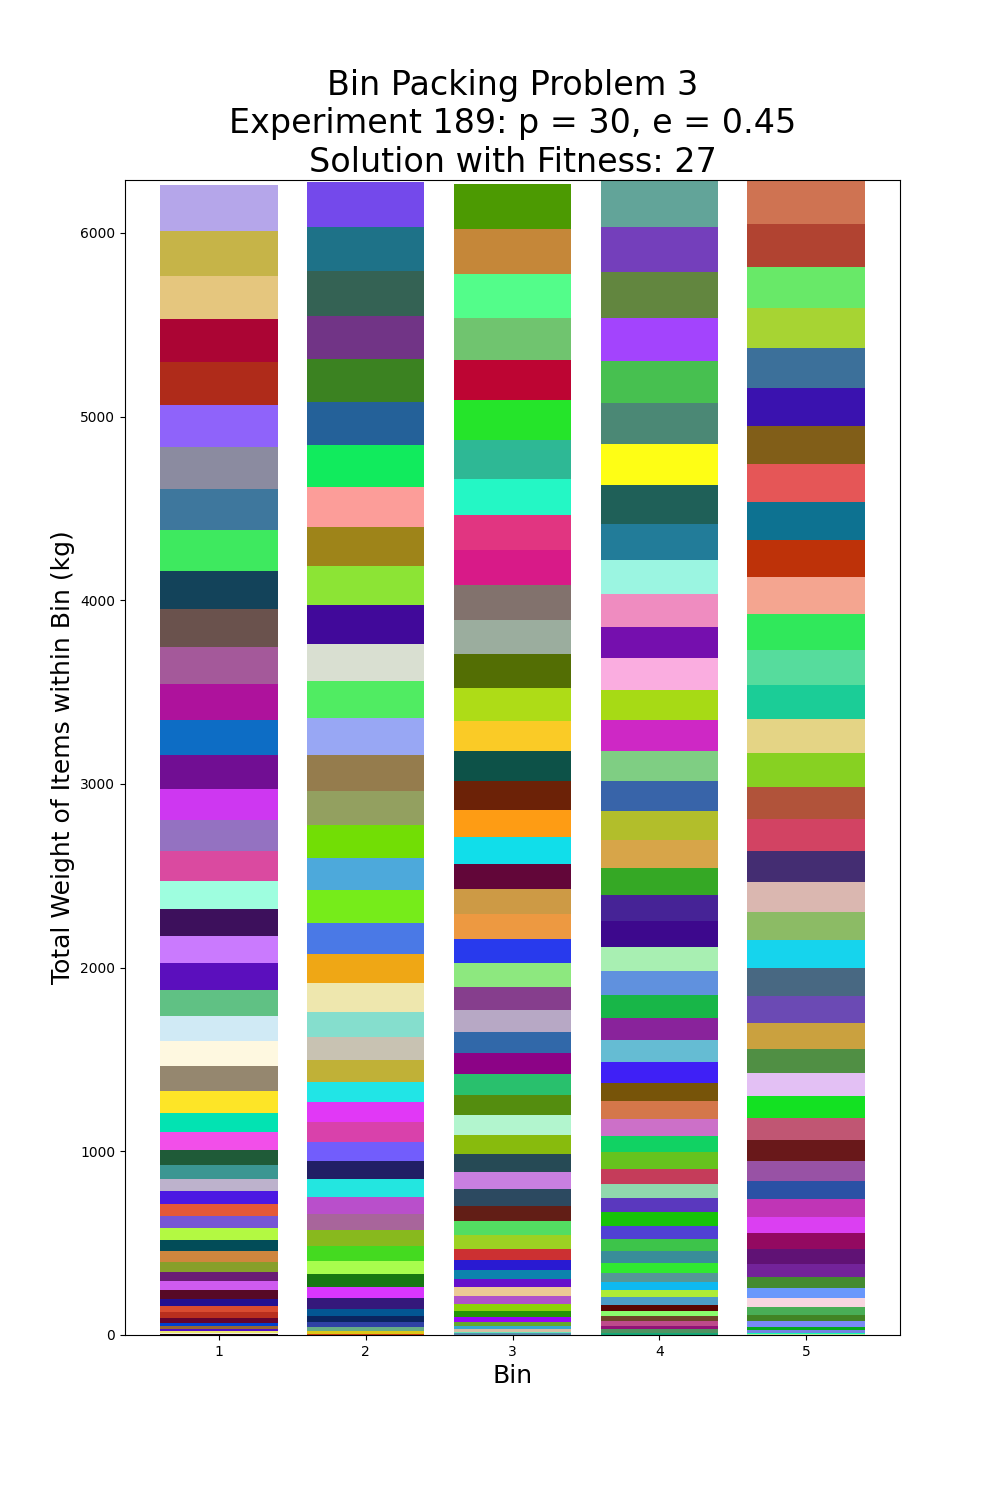 Bin Packing Problem 3
Experiment 189: p = 30, e = 0.45
Solution with Fitness: 27
Total Weight of Items within Bin (kg)
6000
5000
4000
3000
2000
1000
0
1 2 3 4 5
Bin